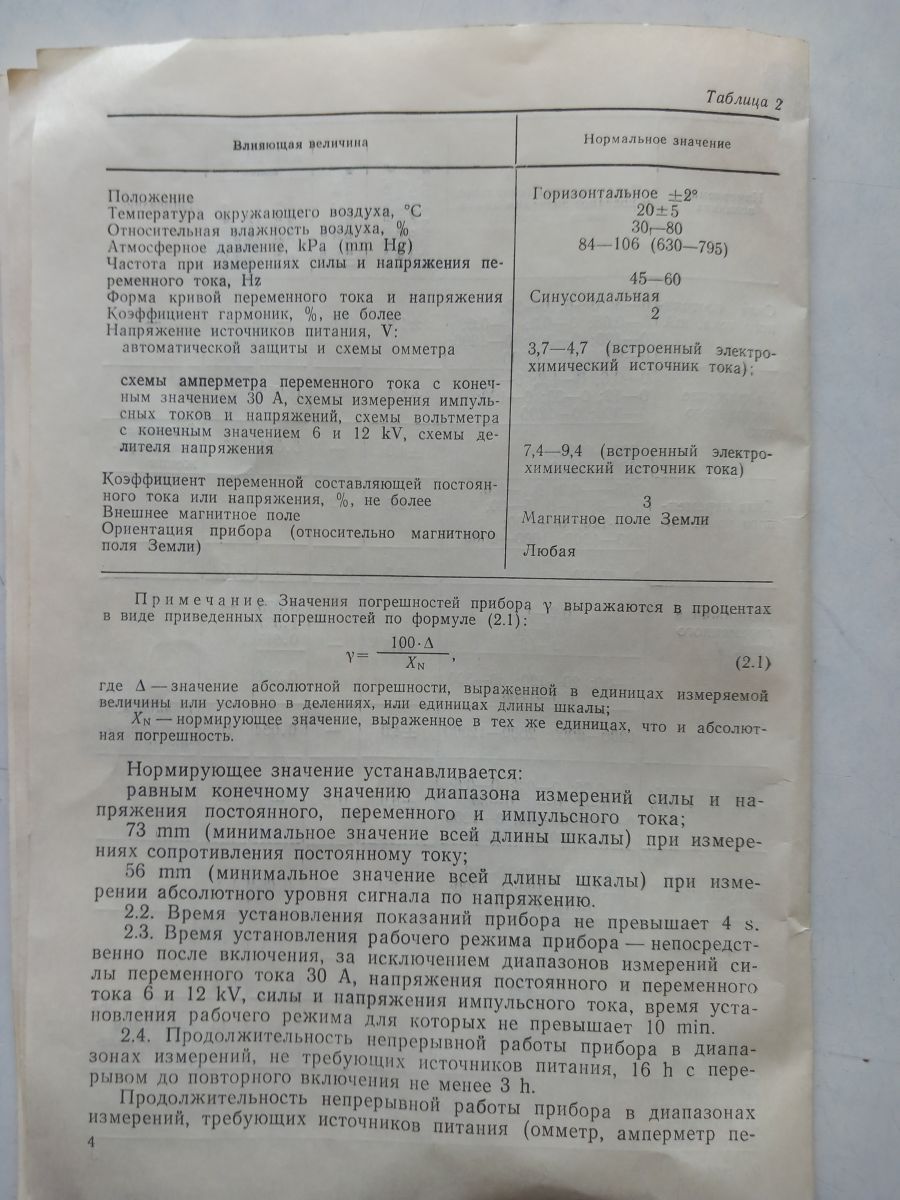 Таблица 2
Влияющая величина
Нормальное значение
Положение
Горизонтальное ±2°
Температура окружающего воздуха, °C
20±5
Относительная влажность воздуха, %
30—80
Атмосферное давление, kPa (mm Hg)
84—106 (630—795)
Частота при измерениях силы и напряжения пе-
ременного тока, Hz
45—60
Форма кривой переменного тока и напряжения
Синусоидальная
Коэффициент гармоник, %, не более
2
Напряжение источников питания, V:
автоматической защиты и схемы омметра
3,7—4,7 (встроенный электро-
химический источник тока);
схемы амперметра переменного тока с конеч-
ным значением 30 А, схемы измерения импуль-
сных токов и напряжений, схемы вольтметра
с конечным значением 6 и 12 kV, схемы де-
лителя напряжения
7,4—9,4 (встроенный электро-
химический источник тока)
Коэффициент переменной составляющей постоян-
ного тока или напряжения, %, не более
3
Внешнее магнитное поле
Магнитное поле Земли
Ориентация прибора (относительно магнитного
поля Земли)
Любая
Примечание. Значения погрешностей прибора γ выражаются в процентах
в виде приведенных погрешностей по формуле (2.1):
γ= 100·Δ / XN , (2.1)
где Δ — значение абсолютной погрешности, выраженной в единицах измеряемой
величины или условно в делениях, или единицах длины шкалы;
XN — нормирующее значение, выраженное в тех же единицах, что и абсолют-
ная погрешность.
Нормирующее значение устанавливается:
равным конечному значению диапазона измерений силы и на-
пряжения постоянного, переменного и импульсного тока;
73 mm (минимальное значение всей длины шкалы) при измере-
ниях сопротивления постоянному току;
56 mm (минимальное значение всей длины шкалы) при изме-
рении абсолютного уровня сигнала по напряжению.
2.2. Время установления показаний прибора не превышает 4 s.
2.3. Время установления рабочего режима прибора — непосредст-
венно после включения, за исключением диапазонов измерений си-
лы переменного тока 30 А, напряжения постоянного и переменного
тока 6 и 12 kV, силы и напряжения импульсного тока, время уста-
новления рабочего режима для которых не превышает 10 min.
2.4. Продолжительность непрерывной работы прибора в диапа-
зонах измерений, не требующих источников питания, 16 h с пере-
рывом до повторного включения не менее 3 h.
Продолжительность непрерывной работы прибора в диапазонах
измерений, требующих источников питания (омметр, амперметр пе-
4